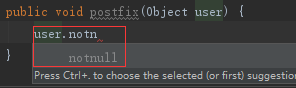 public void postfix(Object user) {
user.notn
}
notnull
Press Ctrl+. to choose the selected (or first) suggestion